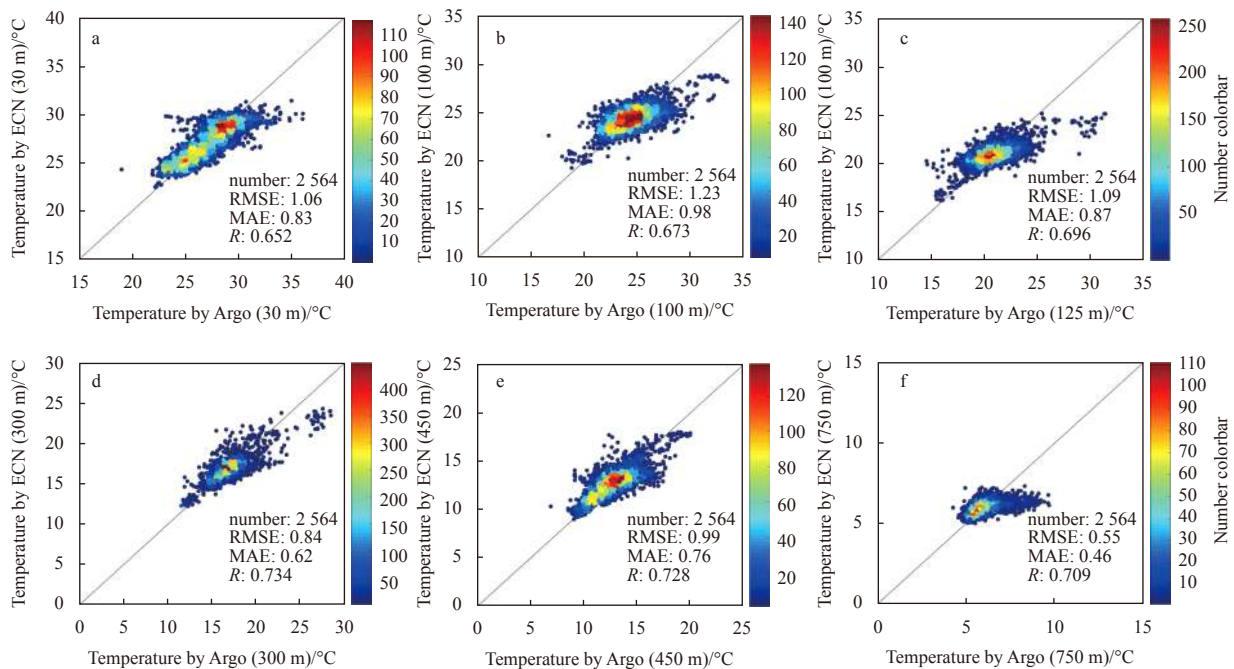 Temperature by ECN (30 m)/°C
40
35
30
25
20
15
a
number: 2 564
RMSE: 1.06
MAE: 0.83
R: 0.652
15 20 25 30 35 40
Temperature by Argo (30 m)/°C
110
100
90
80
70
60
50
40
30
20
10
Temperature by ECN (100 m)/°C
35
30
25
20
15
10
b
number: 2 564
RMSE: 1.23
MAE: 0.98
R: 0.673
10 15 20 25 30 35
Temperature by Argo (100 m)/°C
140
120
100
80
60
40
20
Temperature by ECN (100 m)/°C
35
30
25
20
15
10
c
number: 2 564
RMSE: 1.09
MAE: 0.87
R: 0.696
10 15 20 25 30 35
Temperature by Argo (125 m)/°C
250
200
150
100
50
Number colorbar
Temperature by ECN (300 m)/°C
30
25
20
15
10
5
0
d
number: 2 564
RMSE: 0.84
MAE: 0.62
R: 0.734
0 5 10 15 20 25 30
Temperature by Argo (300 m)/°C
400
350
300
250
200
150
100
50
Temperature by ECN (450 m)/°C
25
20
15
10
5
0
e
number: 2 564
RMSE: 0.99
MAE: 0.76
R: 0.728
0 5 10 15 20 25
Temperature by Argo (450 m)/°C
120
100
80
60
40
20
Temperature by ECN (750 m)/°C
15
10
5
0
f
number: 2 564
RMSE: 0.55
MAE: 0.46
R: 0.709
0 5 10 15
Temperature by Argo (750 m)/°C
110
100
90
80
70
60
50
40
30
20
10
Number colorbar